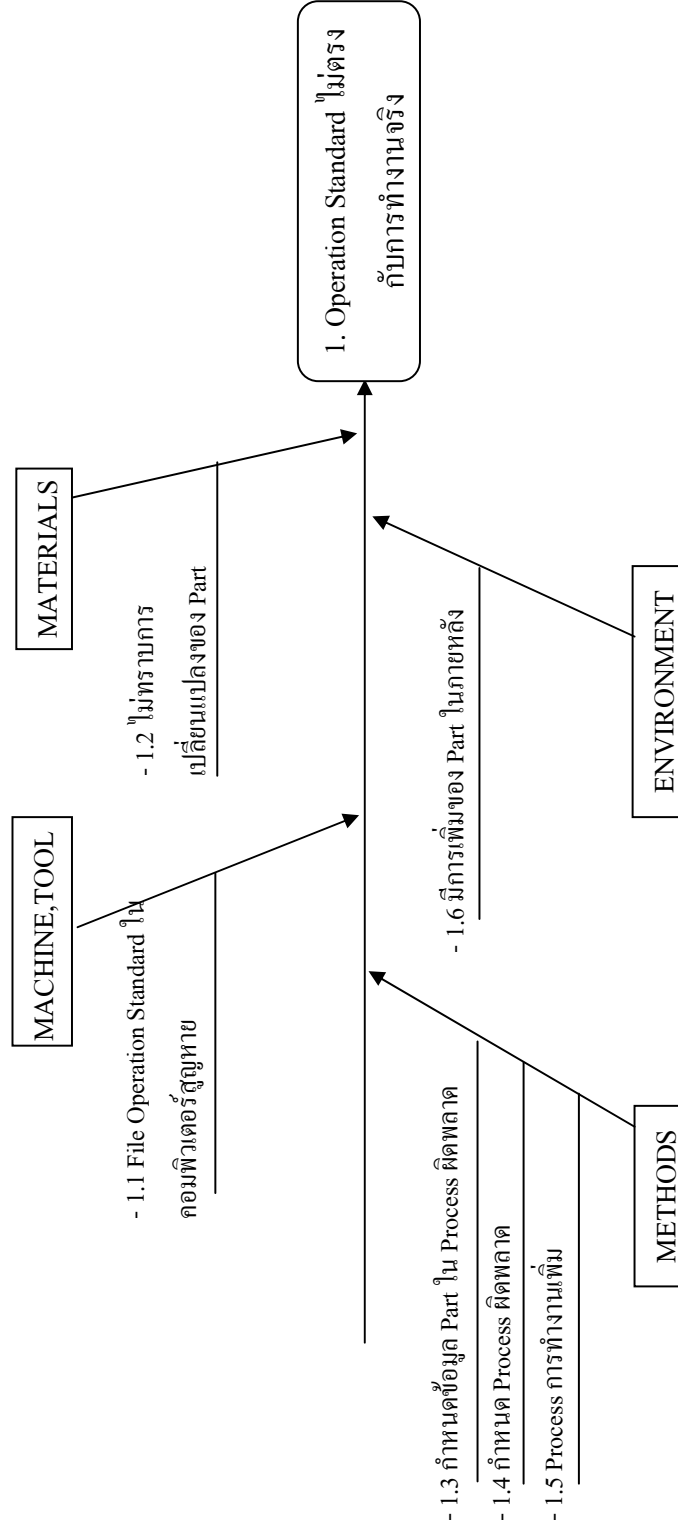 MACHINE,TOOL
MATERIALS
- 1.1 File Operation Standard ใน
คอมพิวเตอร์สูญหาย
- 1.2 ไม่ทราบการ
เปลี่ยนแปลงของ Part
1. Operation Standard ไม่ตรง
กับการทำงานจริง
- 1.3 กำหนดข้อมูล Part ใน Process ผิดพลาด
- 1.4 กำหนด Process ผิดพลาด
- 1.5 Process การทำงานเพิ่ม
- 1.6 มีการเพิ่มของ Part ในภายหลัง
METHODS
ENVIRONMENT